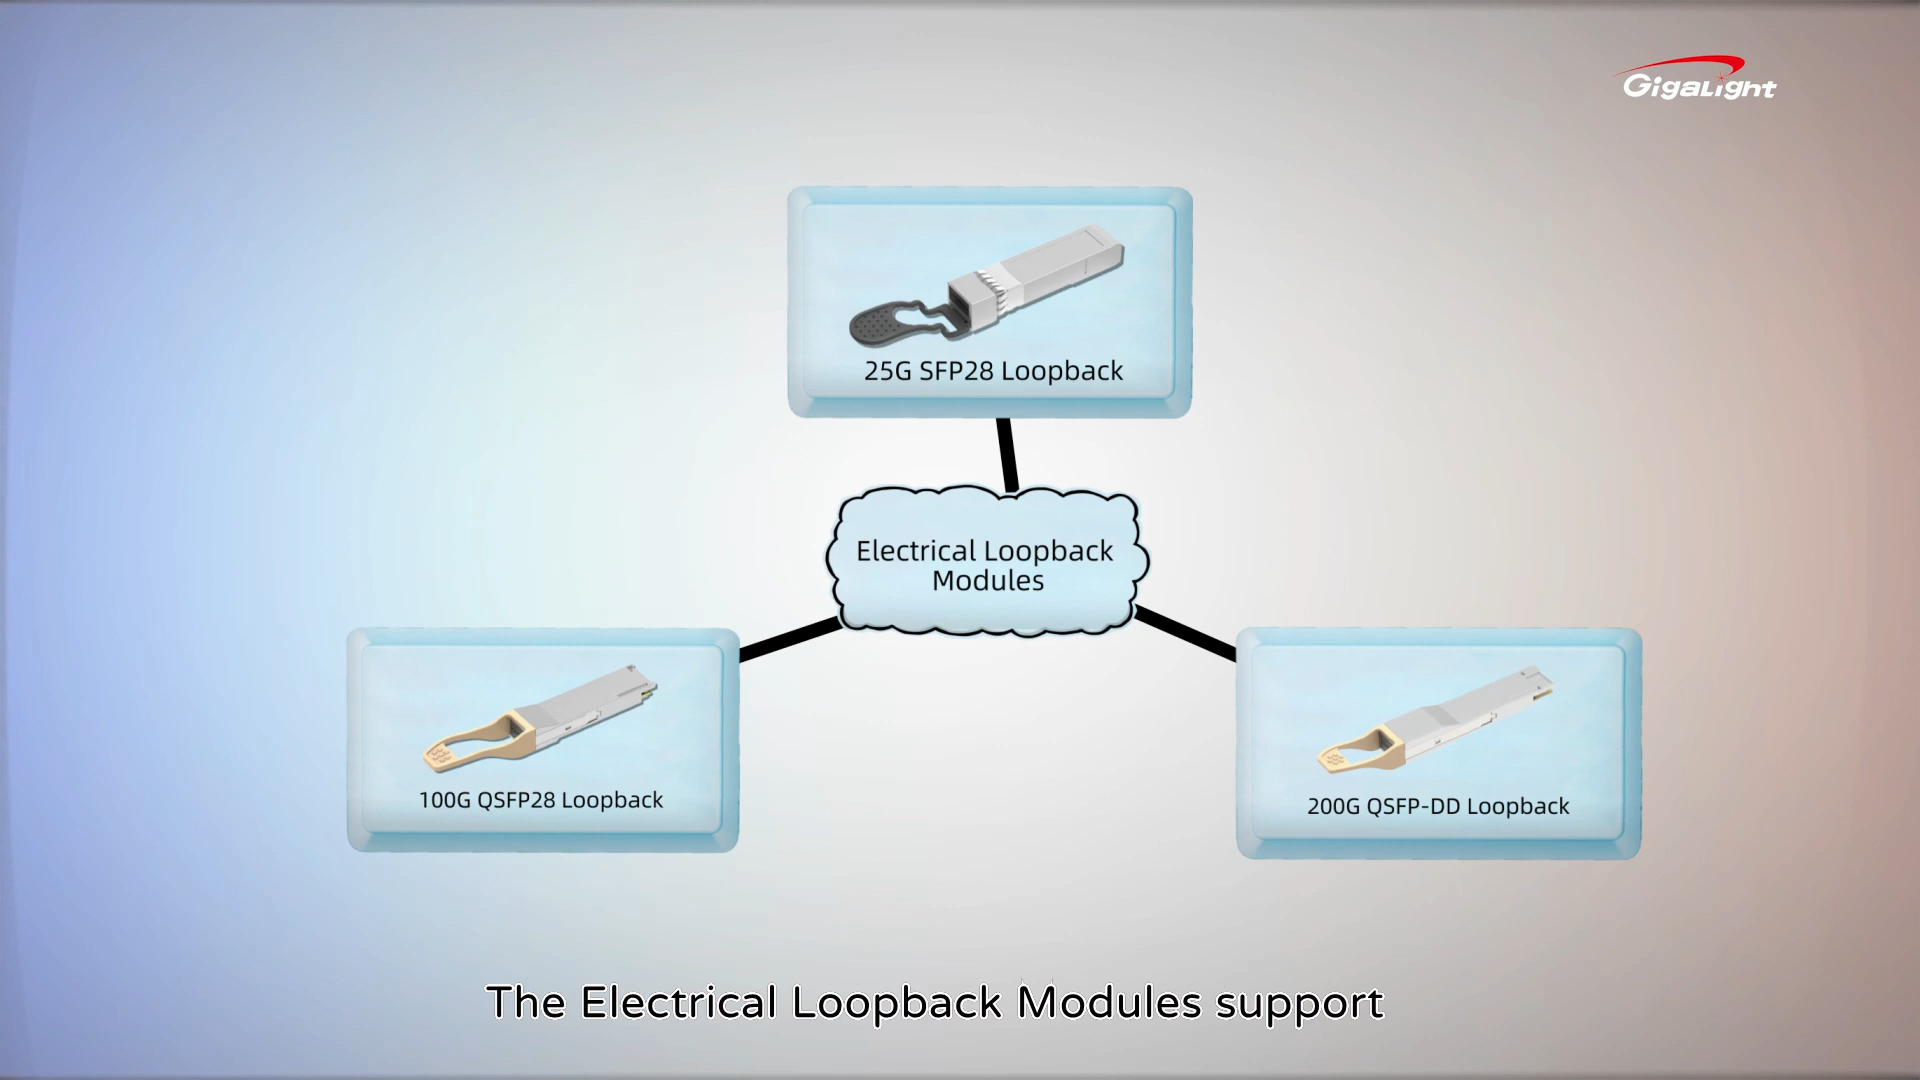 GigaLight
25G SFP28 Loopback
Electrical Loopback
Modules
100G QSFP28 Loopback
200G QSFP-DD Loopback
The Electrical Loopback Modules support